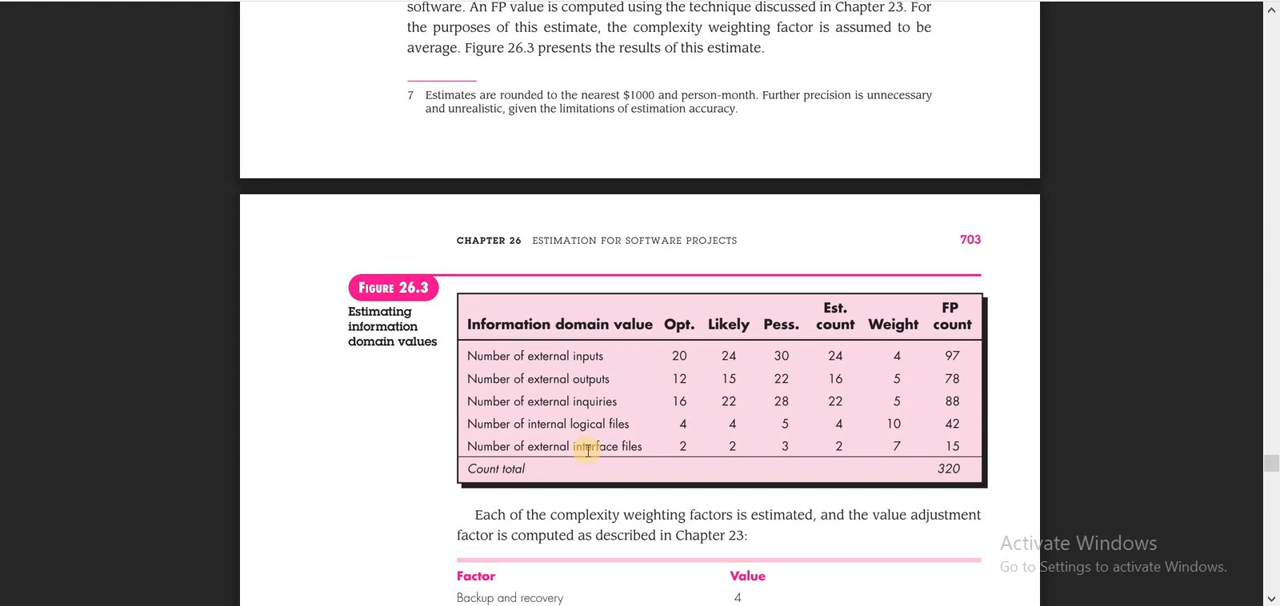 software. An FP value is computed using the technique discussed in Chapter 23. For
the purposes of this estimate, the complexity weighting factor is assumed to be
average. Figure 26.3 presents the results of this estimate.
7 Estimates are rounded to the nearest $1000 and person-month. Further precision is unnecessary
and unrealistic, given the limitations of estimation accuracy.
CHAPTER 26 ESTIMATION FOR SOFTWARE PROJECTS 703
FIGURE 26.3
Estimating
information
domain values
Information domain value Opt. Likely Pess. Est. count Weight FP count
Number of external inputs 20 24 30 24 4 97
Number of external outputs 12 15 22 16 5 78
Number of external inquiries 16 22 28 22 5 88
Number of internal logical files 4 4 5 4 10 42
Number of external interface files 2 2 3 2 7 15
Count total 320
Each of the complexity weighting factors is estimated, and the value adjustment
factor is computed as described in Chapter 23:
Factor Value
Backup and recovery 4
Activate Windows
Go to Settings to activate Windows.